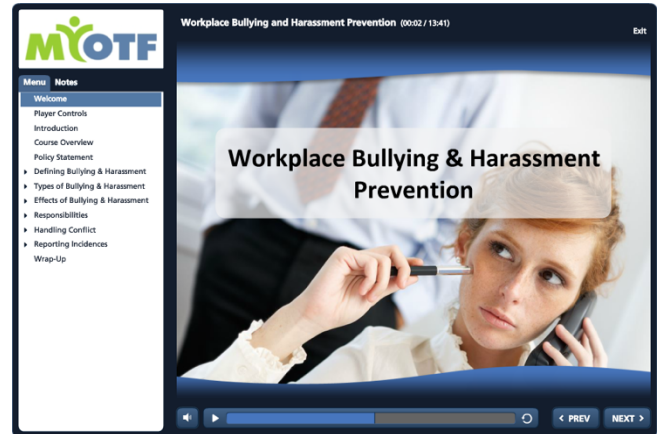 MYOTF
Workplace Bullying and Harassment Prevention (00:02 / 13:41)
Exit
Menu Notes
Welcome
Player Controls
Introduction
Course Overview
Policy Statement
Defining Bullying & Harassment
Types of Bullying & Harassment
Effects of Bullying & Harassment
Responsibilities
Handling Conflict
Reporting Incidences
Wrap-Up
Workplace Bullying & Harassment
Prevention
< PREV NEXT >